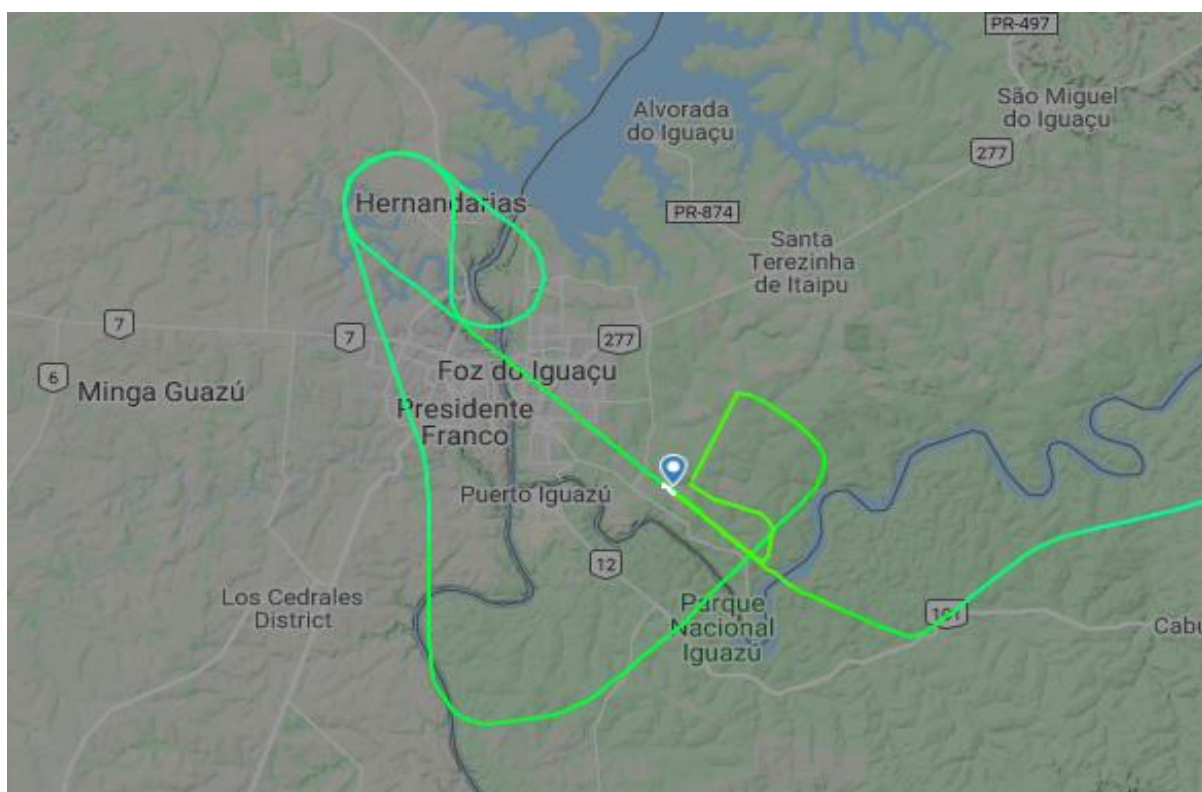 PR-497
São Miguel
do Iguaçu
Alvorada
do Iguaçu
277
Hernandarias
PR-874
Santa
Terezinha
de Itaipu
7
7
277
6
Minga Guazú
Foz do Iguaçu
Presidente
Franco
Puerto Iguazú
12
Los Cedrales
District
Parque
Nacional
Iguazú
101
Cabu